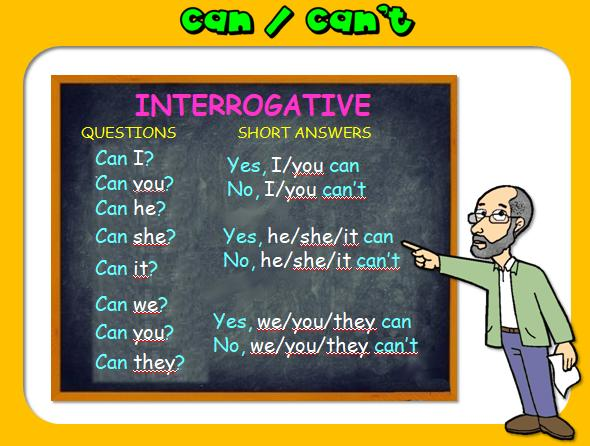 can / can't
INTERROGATIVE
QUESTIONS
SHORT ANSWERS
Can I?
Can you?
Can he?
Can she?
Can it?
Can we?
Can you?
Can they?
Yes, I/you can
No, I/you can't
Yes, he/she/it can
No, he/she/it can't
Yes, we/you/they can
No, we/you/they can't